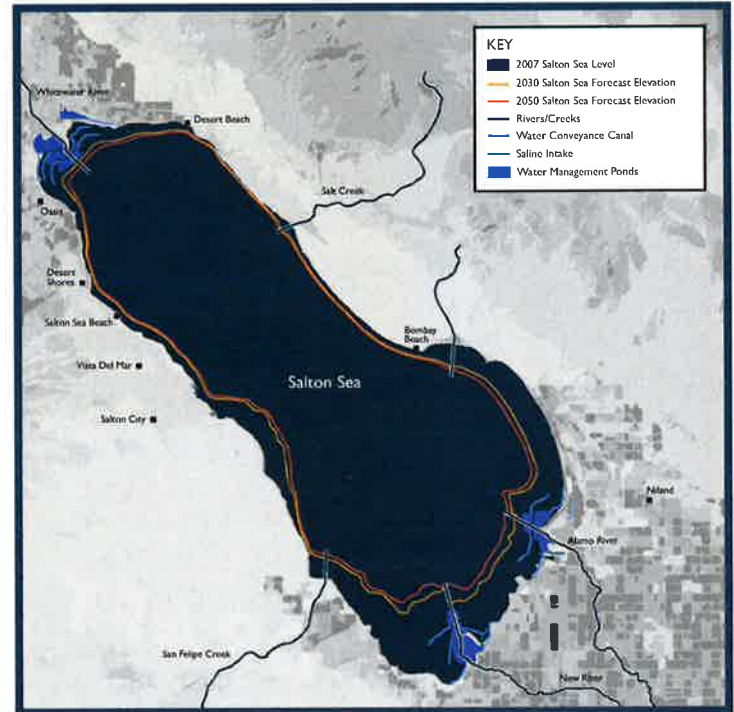 KEY
2007 Salton Sea Level
2030 Salton Sea Forecast Elevation
2050 Salton Sea Forecast Elevation
Rivers/Creeks
Water Conveyance Canal
Saline Intake
Water Management Ponds
Whitewater River
Desert Beach
Salt Creek
Oasis
Desert
Shores
Salton Sea Beach
Bombay
Beach
Vista Del Mar
Salton Sea
Salton City
Niland
Alamo River
San Felipe Creek
New River